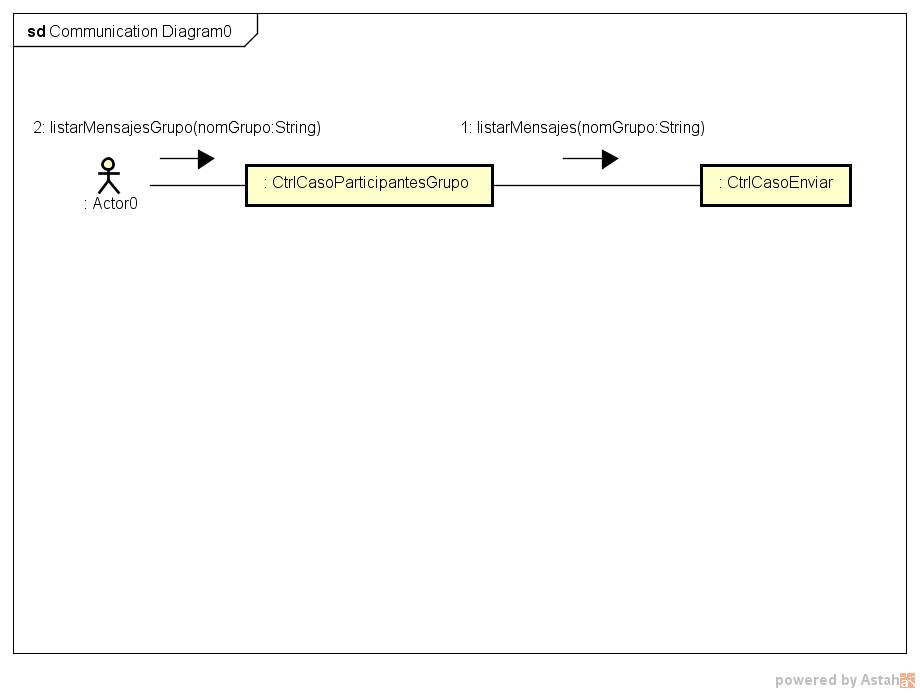 sd Communication Diagram0
2: listarMensajesGrupo(nomGrupo:String)
1: listarMensajes(nomGrupo:String)
: CtrlCasoParticipantesGrupo
: CtrlCasoEnviar
: Actor0
powered by Astah